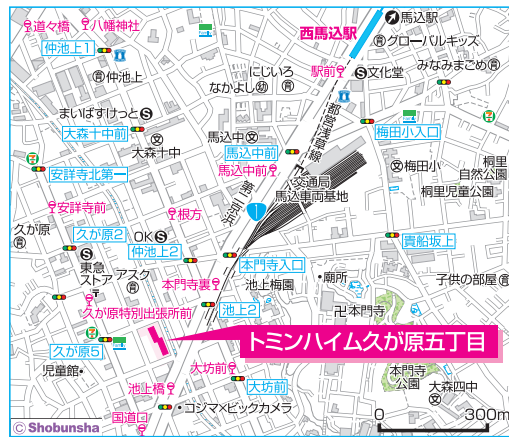 道々橋
八幡神社
仲池上1
西馬込駅
馬込駅
グローバルキッズ
駅前
文化堂
みなみまごめ
仲池上
にじいろ
なかよし
まいばすけっと
大森十中前
大森十中
都営浅草線
梅田小入口
馬込中
馬込中前
馬込中前
梅田小
桐里
自然公園
桐里児童公園
安詳寺北第一
安詳寺前
第二京浜
1
交通局
馬込車両基地
久が原
久が原2
根方
OK
仲池上2
貴船坂上
東急
ストア
アスク
本門寺入口
本門寺裏
池上梅園
廟所
子供の部屋
久が原特別出張所前
池上2
本門寺
トミンハイム久が原五丁目
久が原5
児童館
大坊前
大坊前
本門寺
公園
大森四中
池上橋
コジマ×ビックカメラ
国道口
0 300m
© Shobunsha